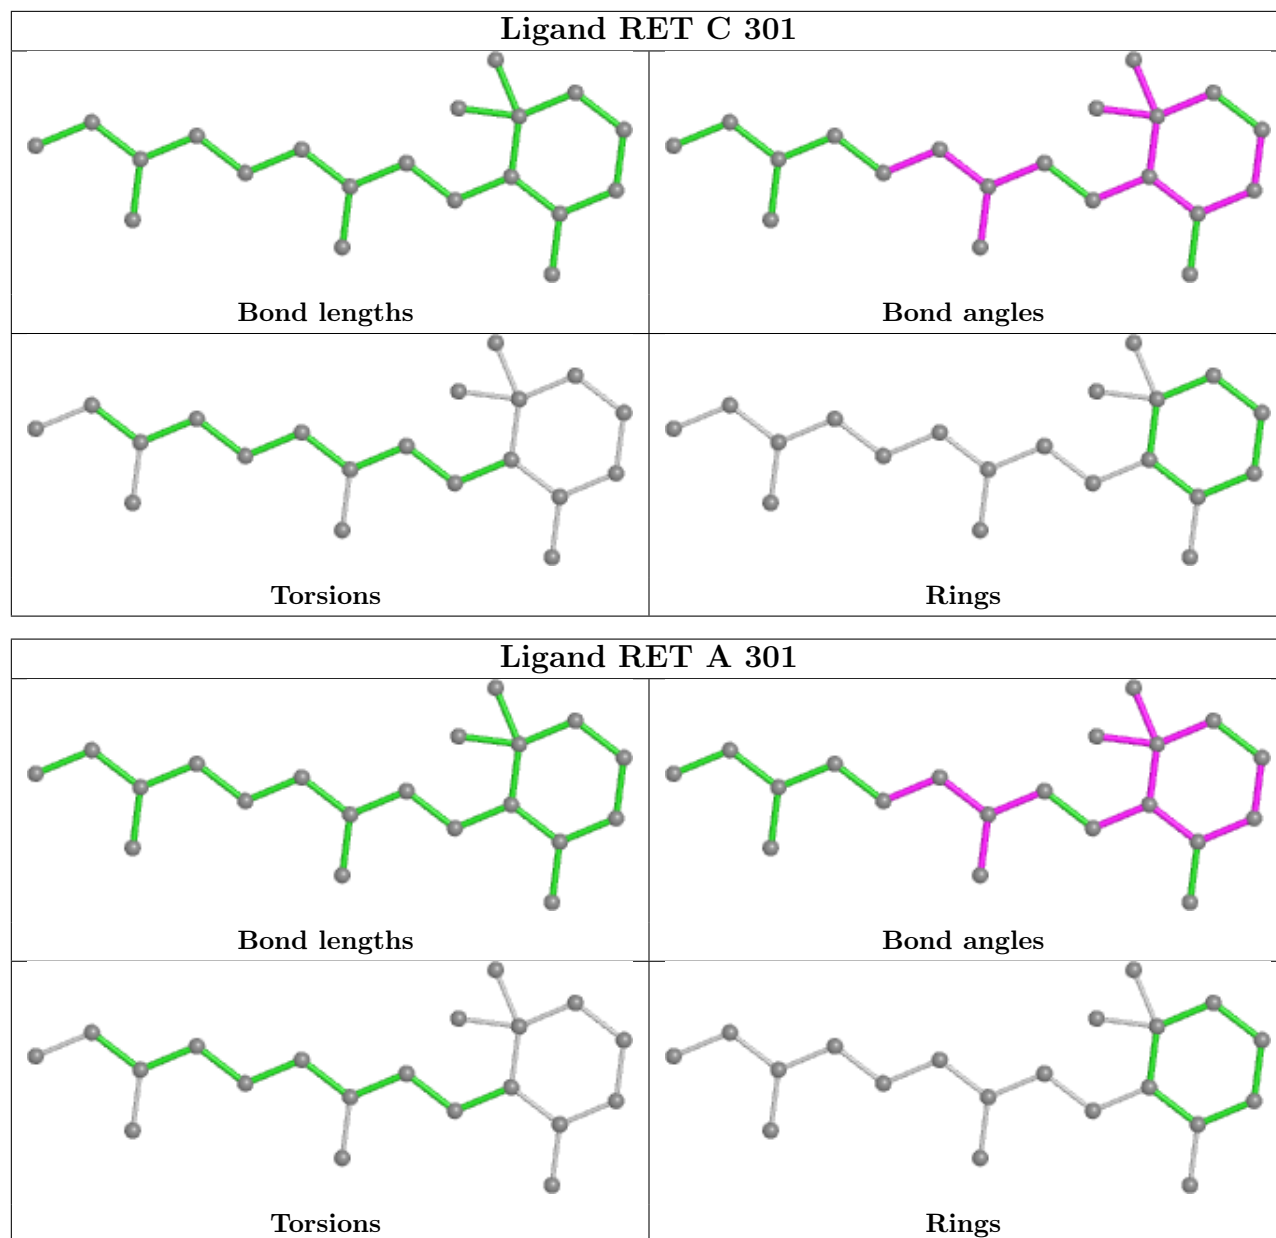 Ligand RET C 301
Bond lengths
Bond angles
Torsions
Rings
Ligand RET A 301
Bond lengths
Bond angles
Torsions
Rings